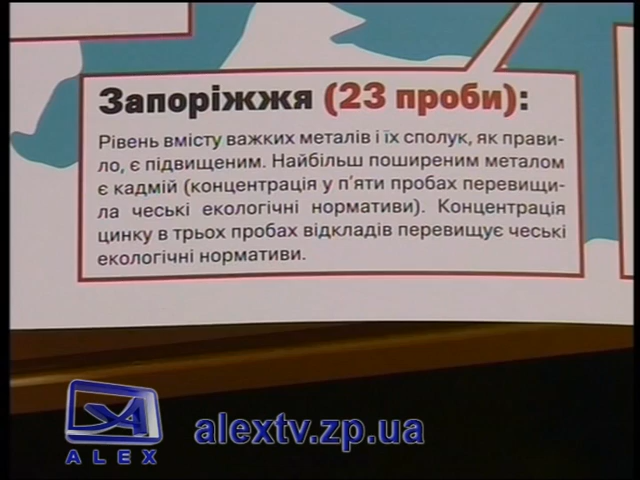 Запоріжжя (23 проби):
Рівень вмісту важких металів і їх сполук, як прави-
ло, є підвищеним. Найбільш поширеним металом
є кадмій (концентрація у п'яти пробах перевищи-
ла чеські екологічні нормативи). Концентрація
цинку в трьох пробах відкладів перевищує чеські
екологічні нормативи.
ALEX
alextv.zp.ua